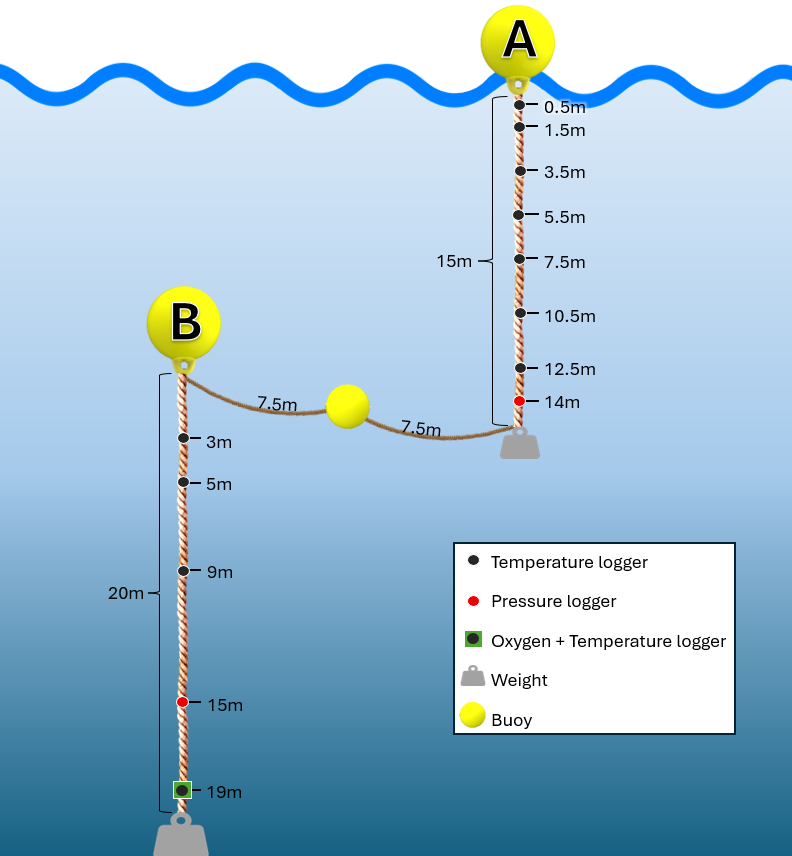 A
0.5m
1.5m
3.5m
5.5m
15m
7.5m
10.5m
B
12.5m
14m
7.5m
7.5m
3m
5m
9m
20m
15m
19m
Temperature logger
Pressure logger
Oxygen + Temperature logger
Weight
Buoy